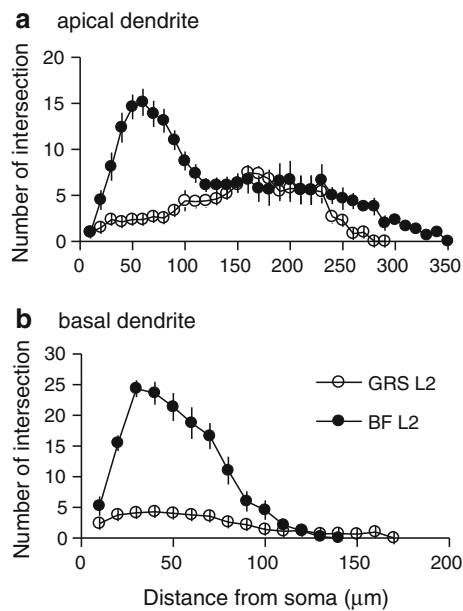 a apical dendrite
Number of intersection
20
15
10
5
0
0 50 100 150 200 250 300 350
b basal dendrite
Number of intersection
30
25
20
15
10
5
0
GRS L2
BF L2
0 50 100 150 200
Distance from soma (μm)